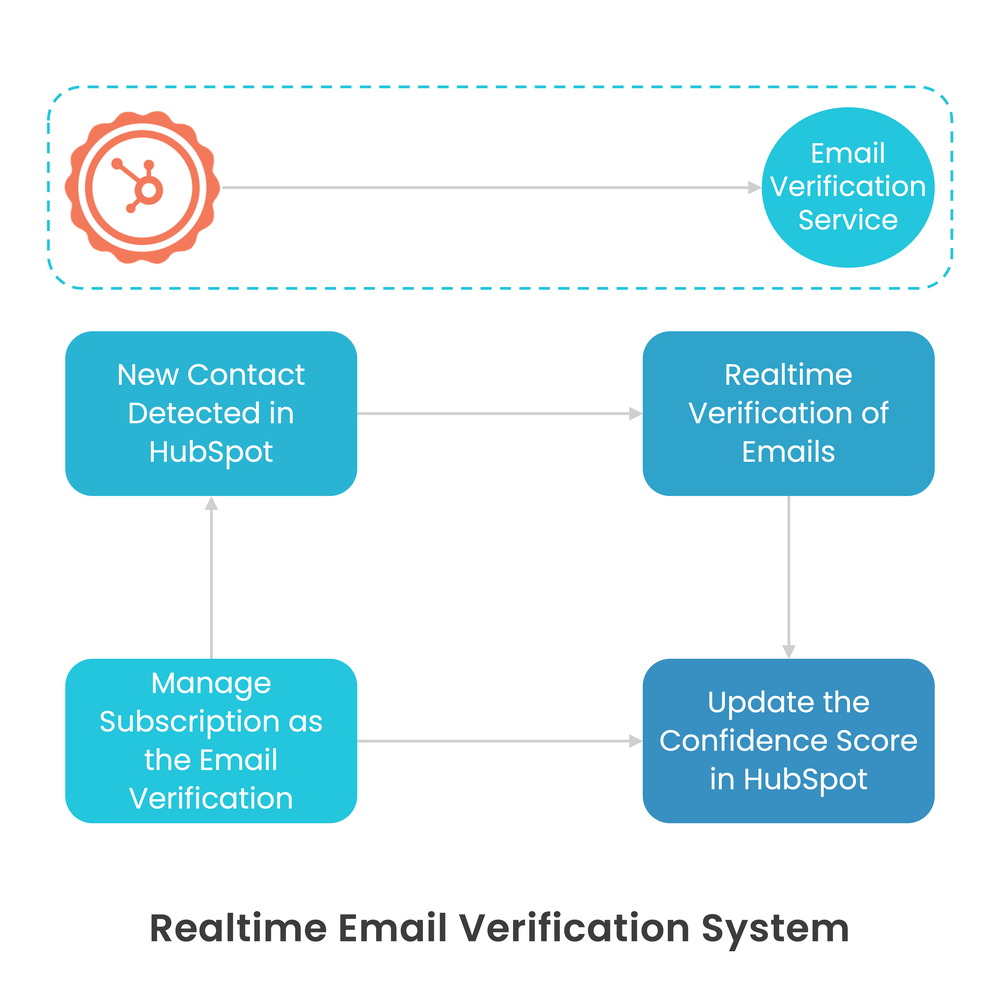 Email
Verification
Service
New Contact
Detected in
HubSpot
Realtime
Verification of
Emails
Manage
Subscription as
the Email
Verification
Update the
Confidence Score
in HubSpot
Realtime Email Verification System